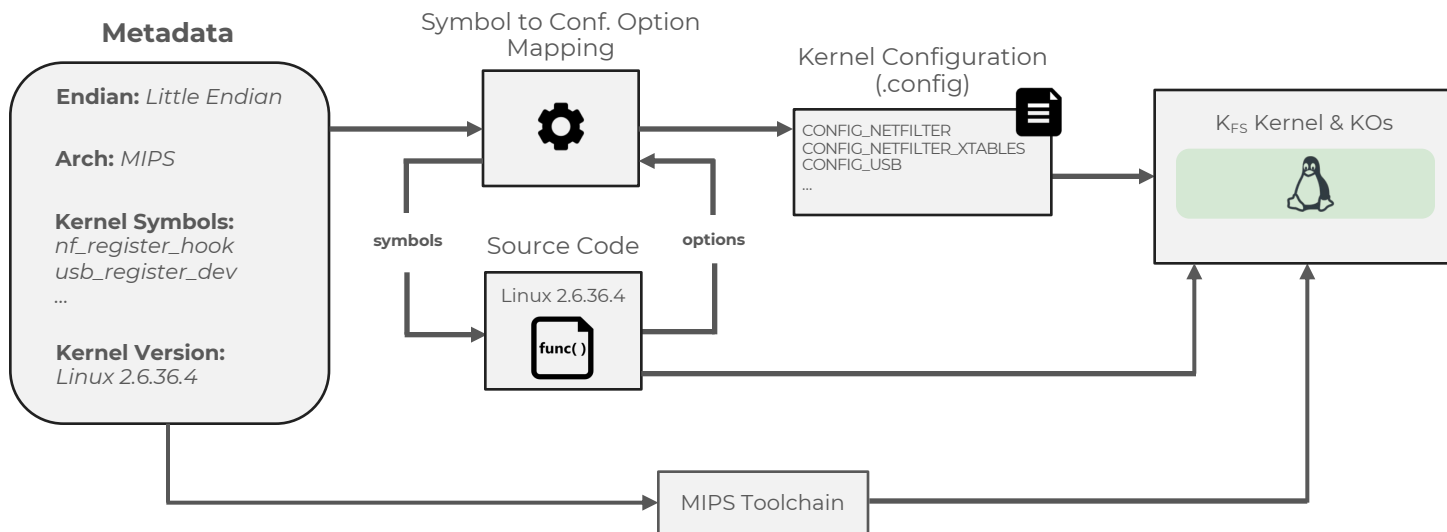 Metadata
Endian: Little Endian
Arch: MIPS
Kernel Symbols:
nf_register_hook
usb_register_dev
...
Kernel Version:
Linux 2.6.36.4
Symbol to Conf. Option
Mapping
symbols
options
Source Code
Linux 2.6.36.4
func( )
Kernel Configuration
(.config)
CONFIG_NETFILTER
CONFIG_NETFILTER_XTABLES
CONFIG_USB
...
KFS Kernel & KOs
MIPS Toolchain